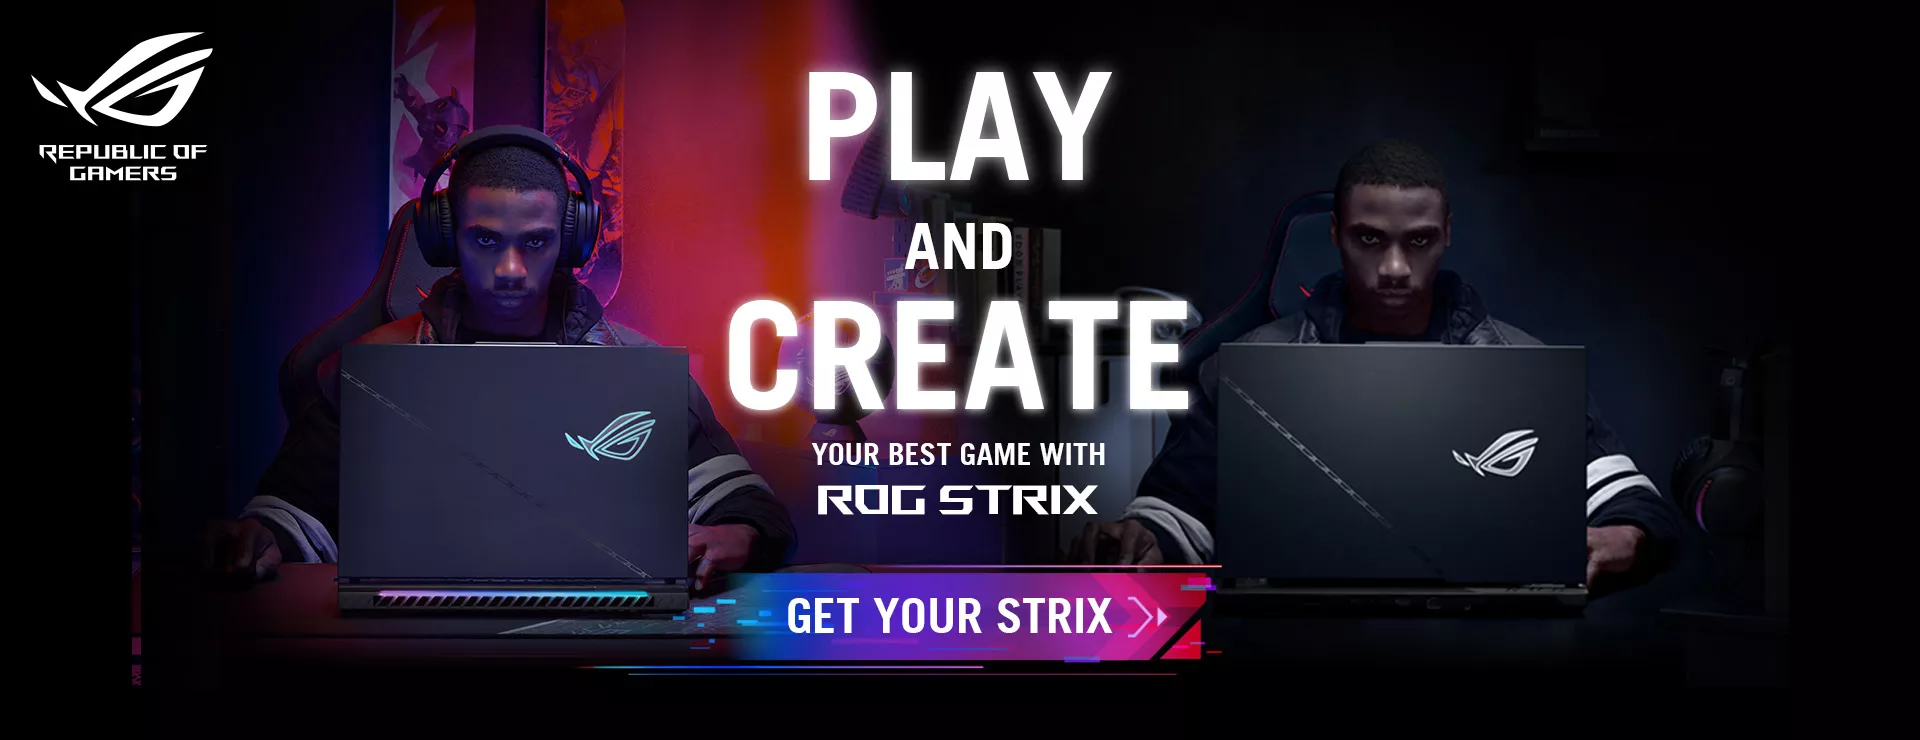 REPUBLIC OF
GAMERS
PLAY
AND
CREATE
YOUR BEST GAME WITH
ROG STRIX
GET YOUR STRIX